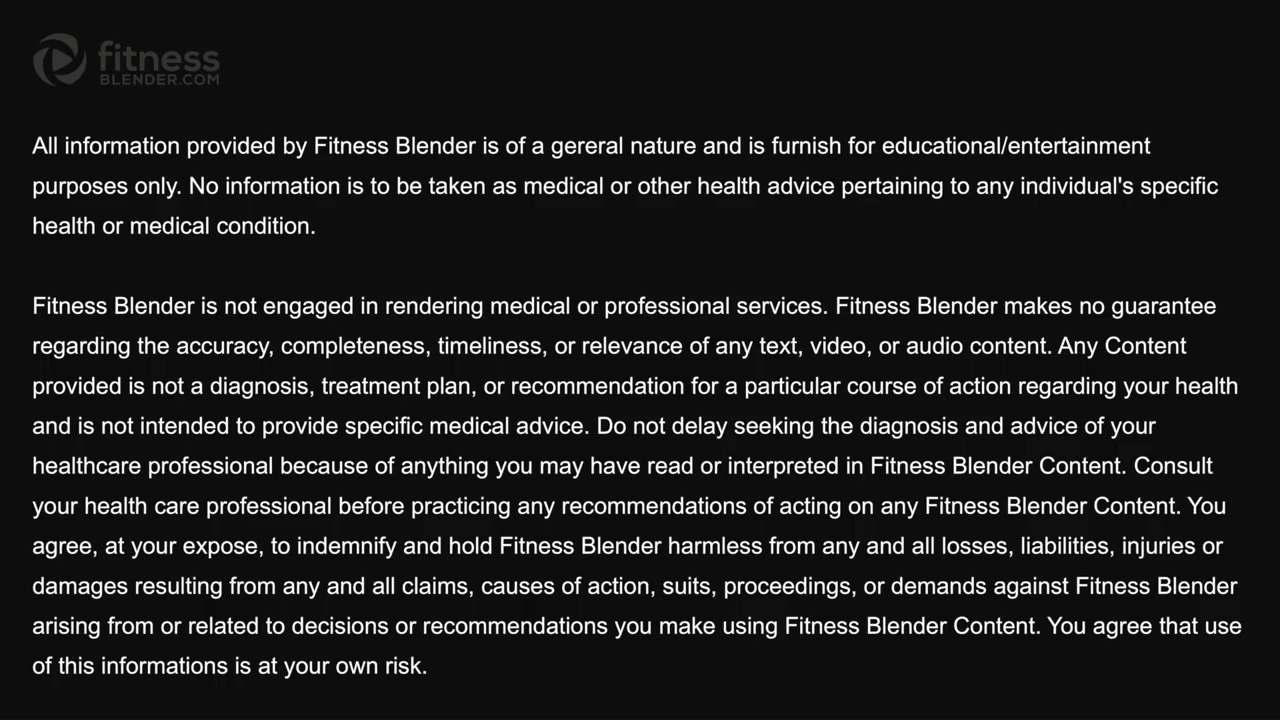 fitness
BLENDER.COM
All information provided by Fitness Blender is of a gereral nature and is furnish for educational/entertainment
purposes only. No information is to be taken as medical or other health advice pertaining to any individual's specific
health or medical condition.
Fitness Blender is not engaged in rendering medical or professional services. Fitness Blender makes no guarantee
regarding the accuracy, completeness, timeliness, or relevance of any text, video, or audio content. Any Content
provided is not a diagnosis, treatment plan, or recommendation for a particular course of action regarding your health
and is not intended to provide specific medical advice. Do not delay seeking the diagnosis and advice of your
healthcare professional because of anything you may have read or interpreted in Fitness Blender Content. Consult
your health care professional before practicing any recommendations of acting on any Fitness Blender Content. You
agree, at your expose, to indemnify and hold Fitness Blender harmless from any and all losses, liabilities, injuries or
damages resulting from any and all claims, causes of action, suits, proceedings, or demands against Fitness Blender
arising from or related to decisions or recommendations you make using Fitness Blender Content. You agree that use
of this informations is at your own risk.